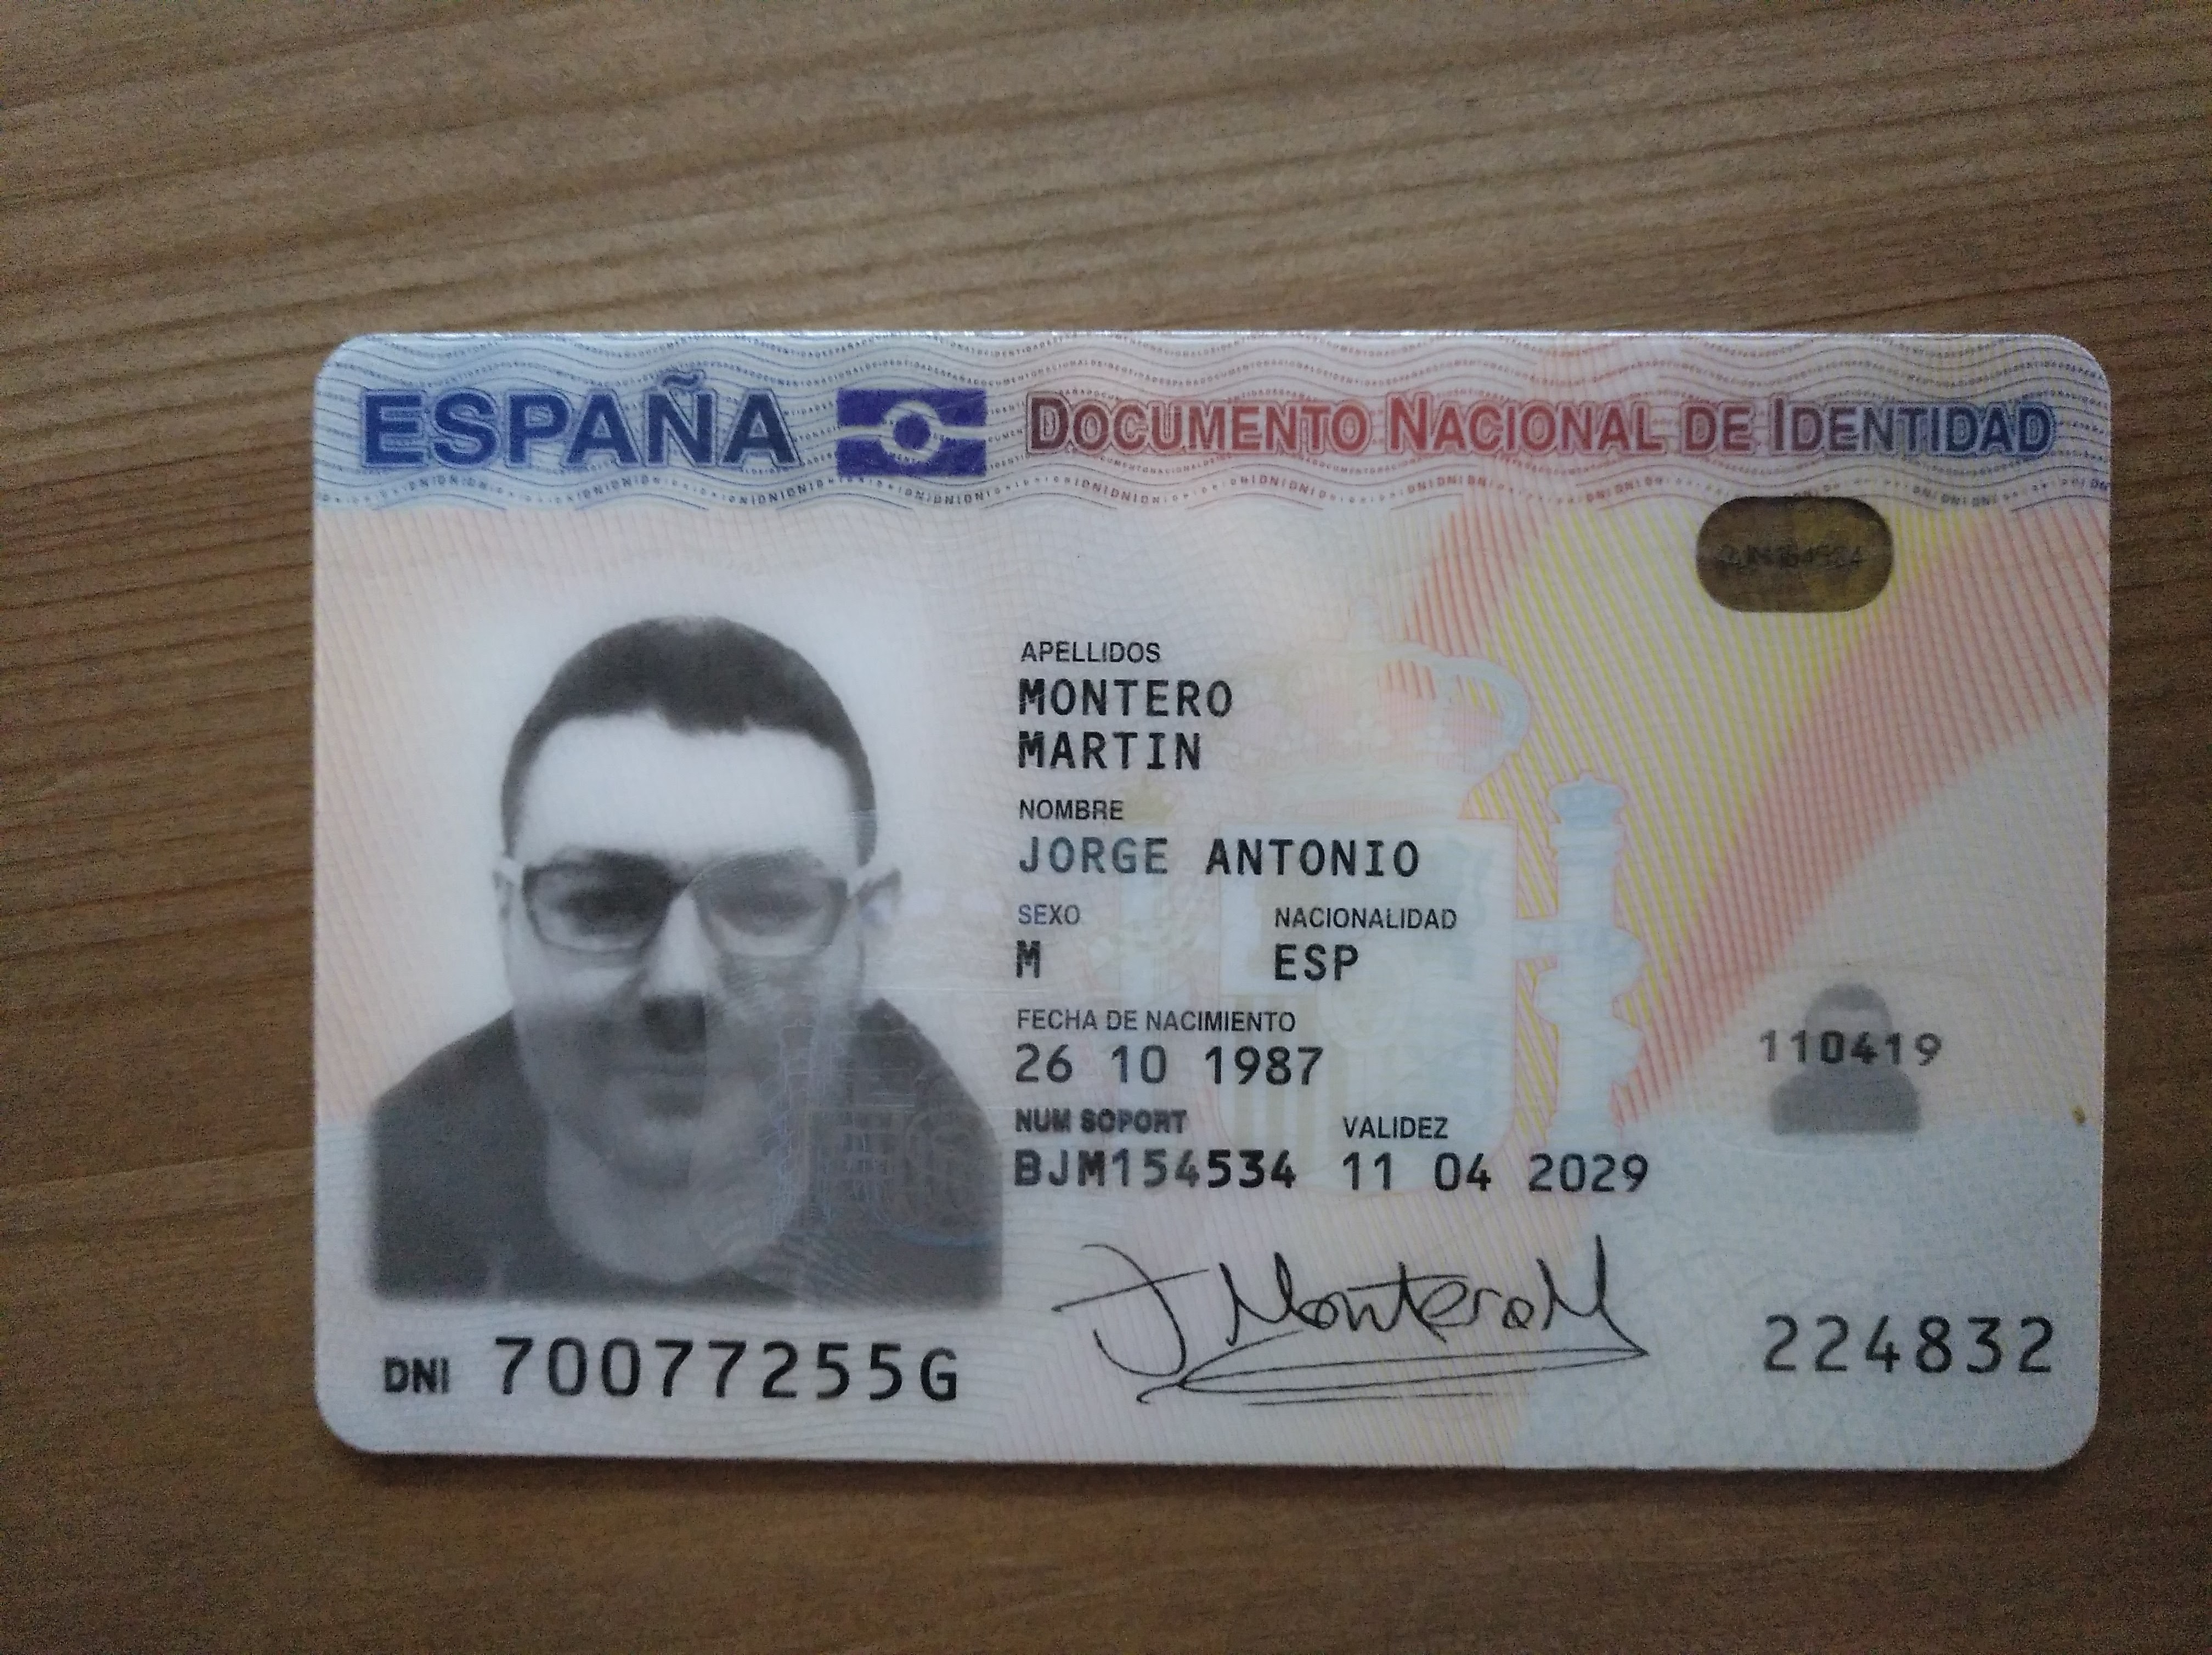 ESPAÑA DOCUMENTO NACIONAL DE IDENTIDAD
APELLIDOS
MONTERO
MARTIN
NOMBRE
JORGE ANTONIO
SEXO NACIONALIDAD
M ESP
FECHA DE NACIMIENTO
26 10 1987
110419
NUM SOPORT VALIDEZ
BJM154534 11 04 2029
J MonteroM
DNI 70077255G
224832